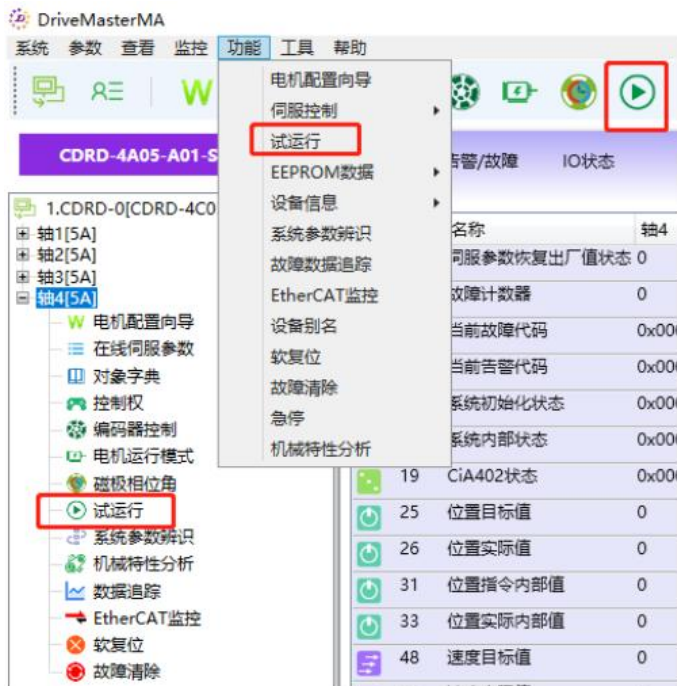 DriveMasterMA
系统 参数 查看 监控 功能 工具 帮助
电机配置向导
伺服控制
试运行
EEPROM数据
设备信息
系统参数辨识
故障数据追踪
EtherCAT监控
设备别名
软复位
故障清除
急停
机械特性分析
CDRD-4A05-A01-S
告警/故障 IO状态
1.CDRD-0[CDRD-4C0
轴1[5A]
轴2[5A]
轴3[5A]
轴4[5A]
电机配置向导
在线伺服参数
对象字典
控制权
编码器控制
电机运行模式
磁极相位角
试运行
系统参数辨识
机械特性分析
数据追踪
EtherCAT监控
软复位
故障清除
名称 轴4
伺服参数恢复出厂值状态 0
故障计数器 0
当前故障代码 0x00
当前告警代码 0x00
系统初始化状态 0x00
系统内部状态 0x00
19 CiA402状态 0x00
25 位置目标值 0
26 位置实际值 0
31 位置指令内部值 0
33 位置实际内部值 0
48 速度目标值 0